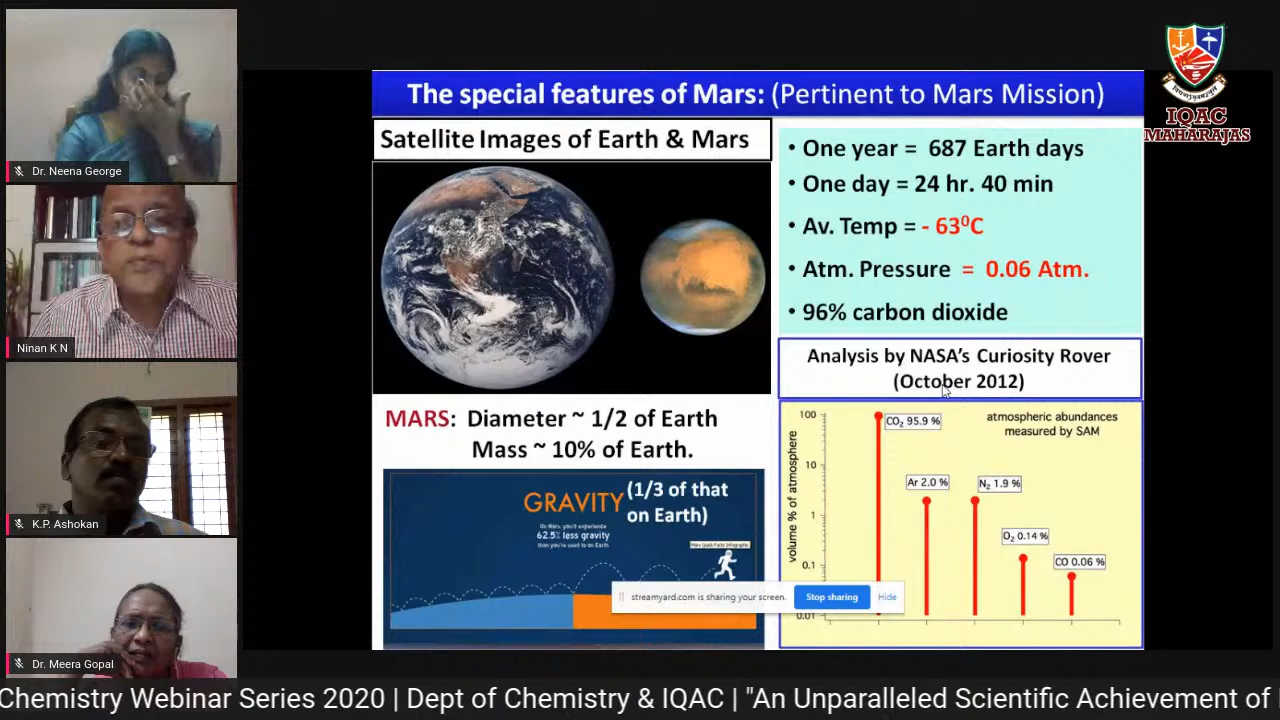 Dr. Neena George
Ninan K N
K.P. Ashokan
Dr. Meera Gopal
The special features of Mars: (Pertinent to Mars Mission)
Satellite Images of Earth & Mars
MARS: Diameter ~ 1/2 of Earth
Mass ~ 10% of Earth.
GRAVITY (1/3 of that
on Earth)
On Mars, you'd experience
62.5% less gravity
than you're used to on Earth
Mars Quick Facts Infographic
• One year = 687 Earth days
• One day = 24 hr. 40 min
• Av. Temp = - 63⁰C
• Atm. Pressure = 0.06 Atm.
• 96% carbon dioxide
Analysis by NASA's Curiosity Rover
(October 2012)
atmospheric abundances
measured by SAM
volume % of atmosphere
100
10
1
0.1
0.01
CO₂ 95.9 %
Ar 2.0 %
N₂ 1.9 %
O₂ 0.14 %
CO 0.06 %
streamyard.com is sharing your screen.
Stop sharing
Hide
IQAC
MAHARAJAS
Chemistry Webinar Series 2020 | Dept of Chemistry & IQAC | "An Unparalleled Scientific Achievement of